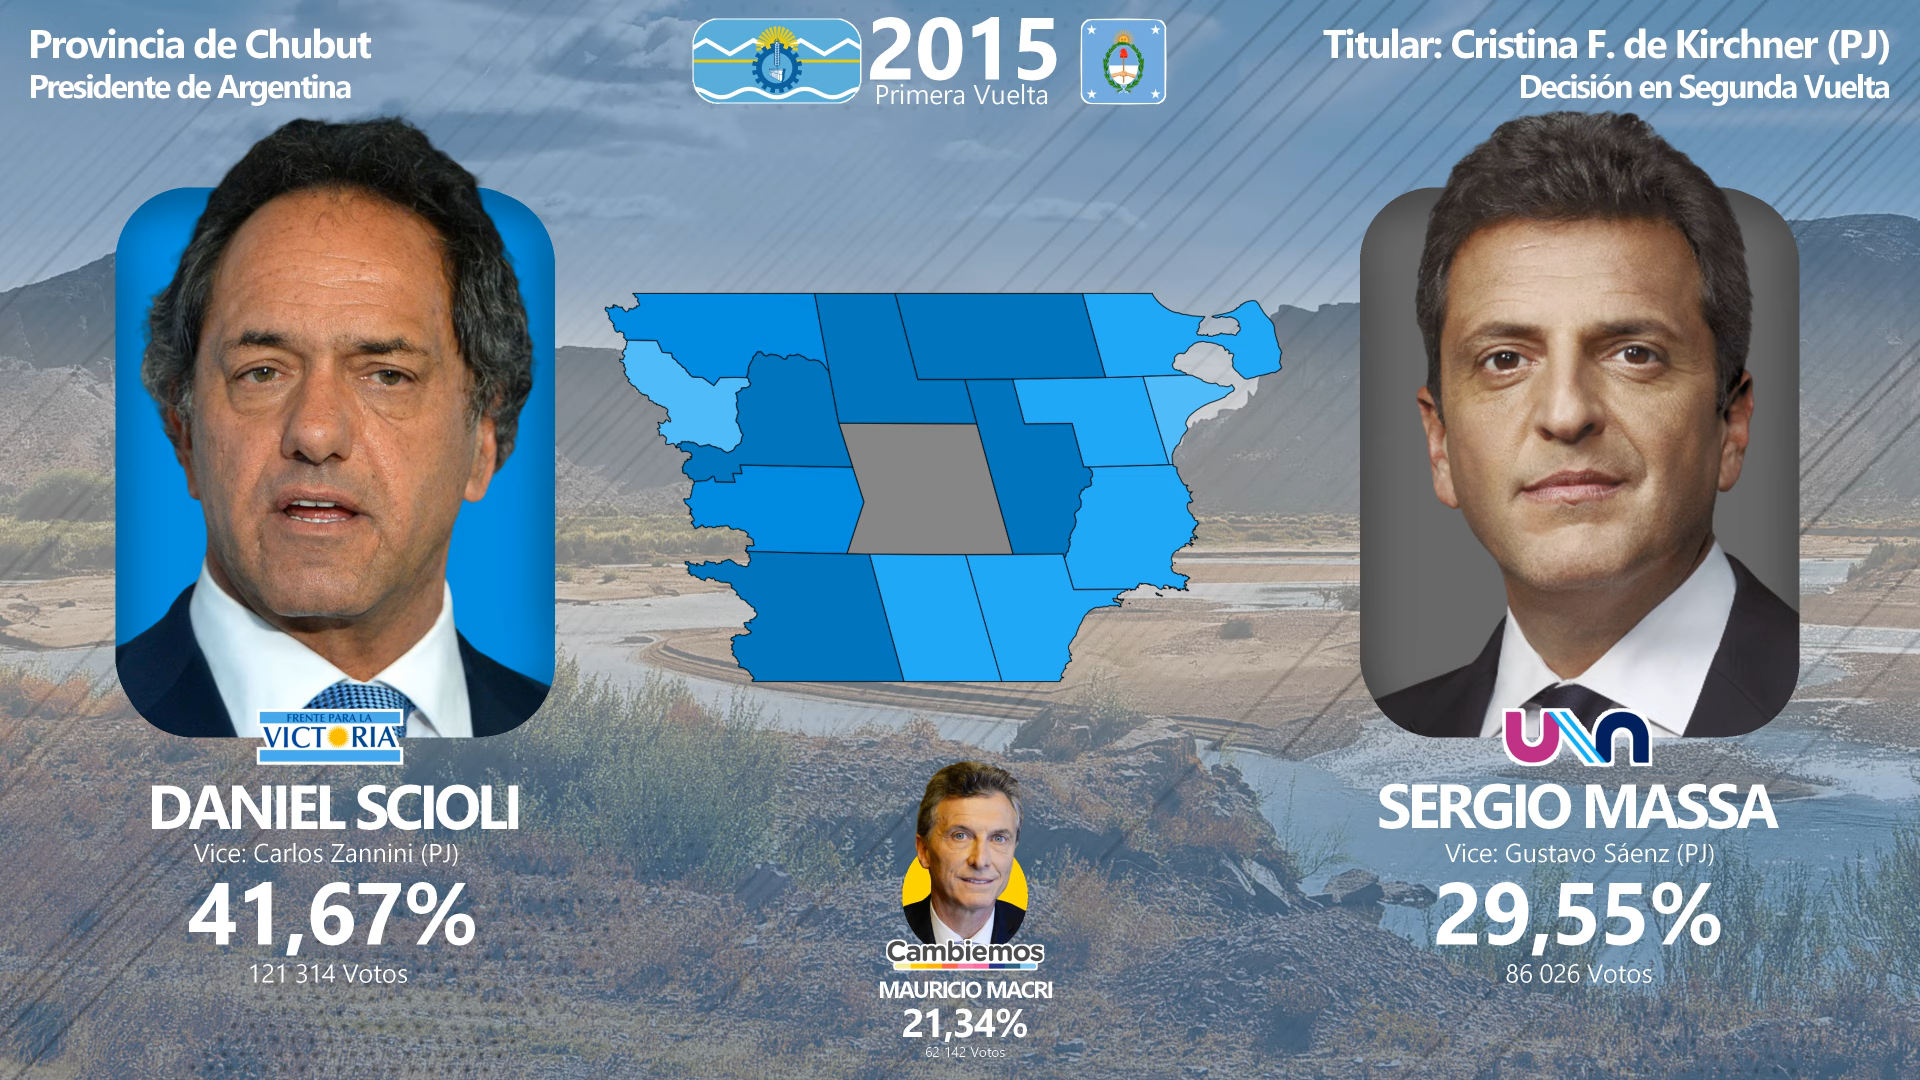 Provincia de Chubut
Presidente de Argentina
2015
Primera Vuelta
Titular: Cristina F. de Kirchner (PJ)
Decisión en Segunda Vuelta
FRENTE PARA LA
VICTORIA
DANIEL SCIOLI
Vice: Carlos Zannini (PJ)
41,67%
121 314 Votos
Cambiemos
MAURICIO MACRI
21,34%
62 142 Votos
UNA
SERGIO MASSA
Vice: Gustavo Sáenz (PJ)
29,55%
86 026 Votos